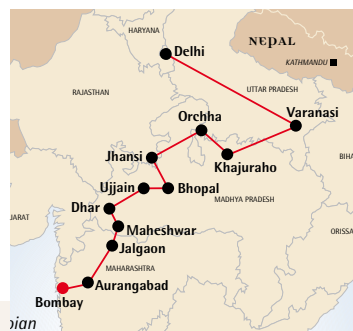 HARYANA
Delhi
NEPAL
KATHMANDU
RAJASTHAN
UTTAR PRADESH
Orchha
Varanasi
Jhansi
Khajuraho
BIHA
Ujjain
Bhopal
MADHYA PRADESH
Dhar
JARAT
Maheshwar
ORISSA
Jalgaon
MAHARASHTRA
Aurangabad
Bombay
bian